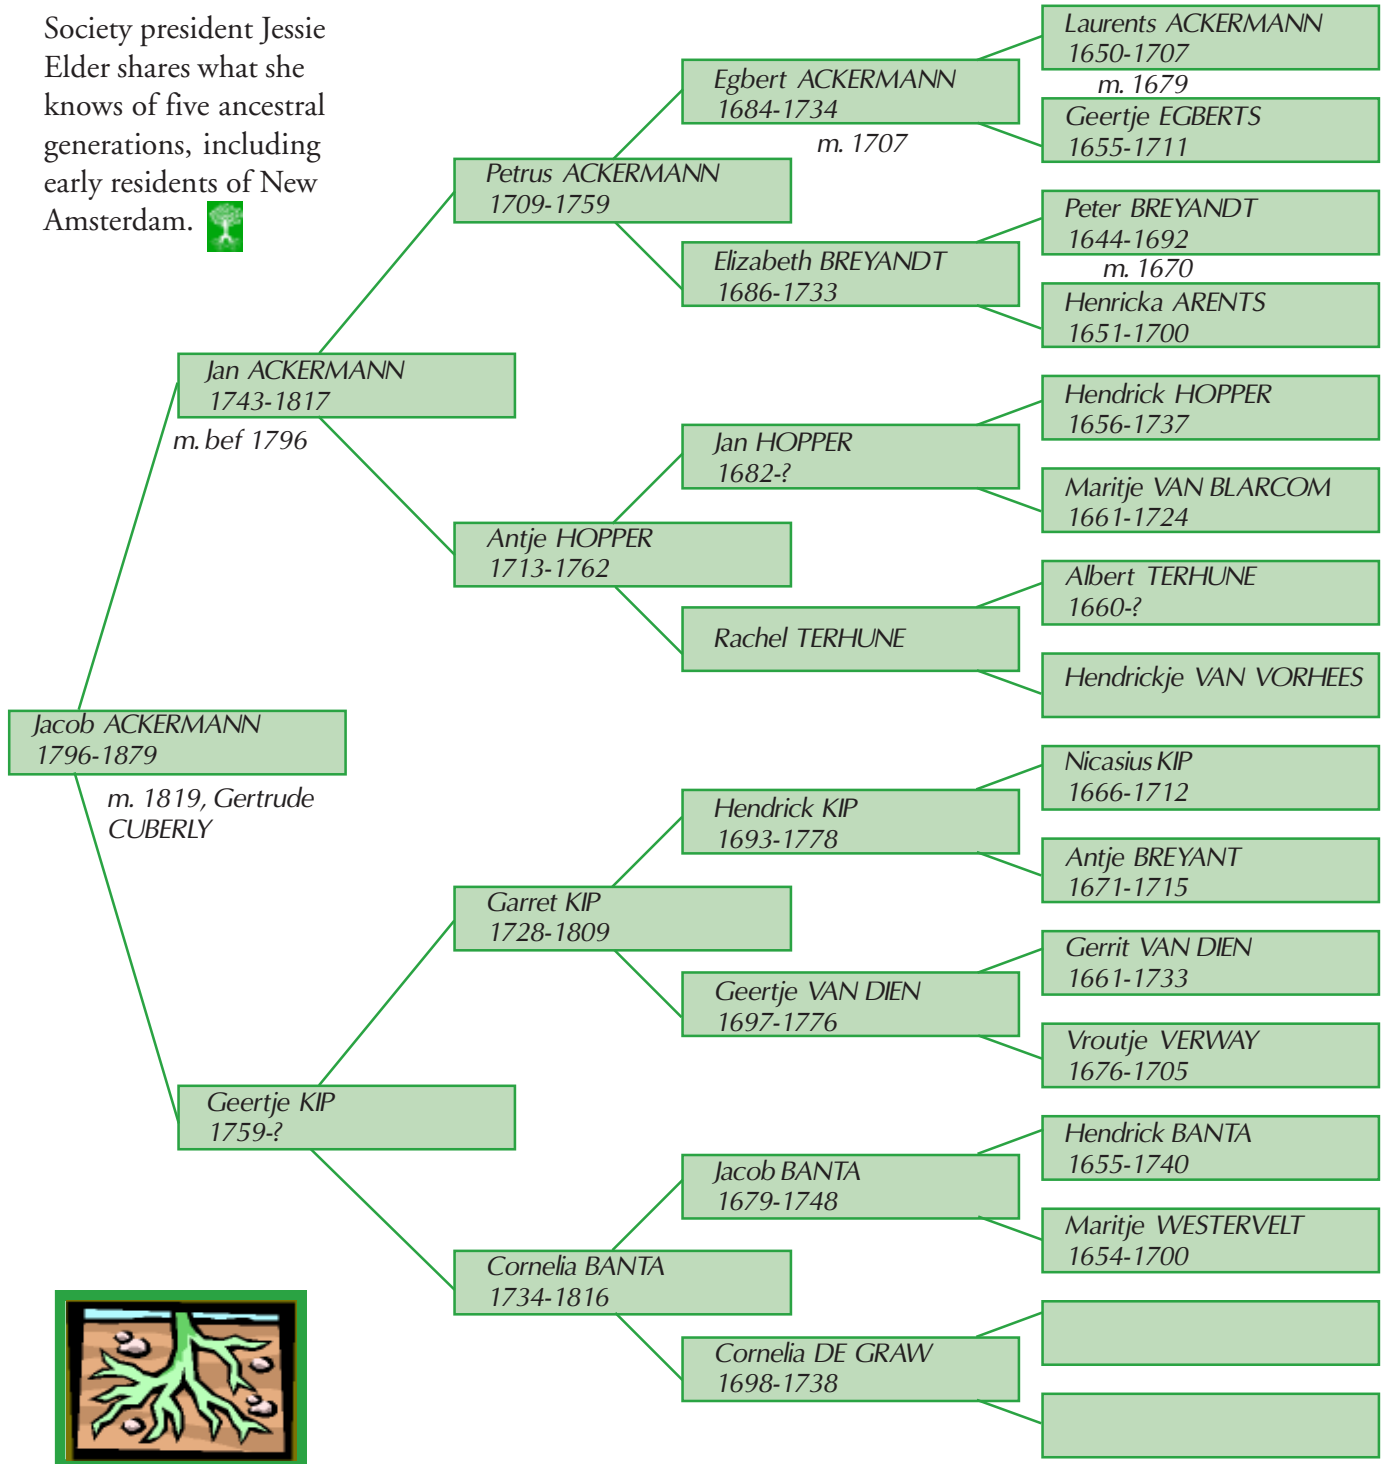 Society president Jessie
Elder shares what she
knows of five ancestral
generations, including
early residents of New
Amsterdam.
Laurents ACKERMANN
1650-1707
m. 1679
Egbert ACKERMANN
1684-1734
m. 1707
Geertje EGBERTS
1655-1711
Petrus ACKERMANN
1709-1759
Peter BREYANDT
1644-1692
m. 1670
Elizabeth BREYANDT
1686-1733
Henricka ARENTS
1651-1700
Jan ACKERMANN
1743-1817
m. bef 1796
Hendrick HOPPER
1656-1737
Jan HOPPER
1682-?
Maritje VAN BLARCOM
1661-1724
Antje HOPPER
1713-1762
Albert TERHUNE
1660-?
Rachel TERHUNE
Hendrickje VAN VORHEES
Jacob ACKERMANN
1796-1879
m. 1819, Gertrude
CUBERLY
Nicasius KIP
1666-1712
Hendrick KIP
1693-1778
Antje BREYANT
1671-1715
Garret KIP
1728-1809
Gerrit VAN DIEN
1661-1733
Geertje VAN DIEN
1697-1776
Vroutje VERWAY
1676-1705
Geertje KIP
1759-?
Hendrick BANTA
1655-1740
Jacob BANTA
1679-1748
Maritje WESTERVELT
1654-1700
Cornelia BANTA
1734-1816
Cornelia DE GRAW
1698-1738